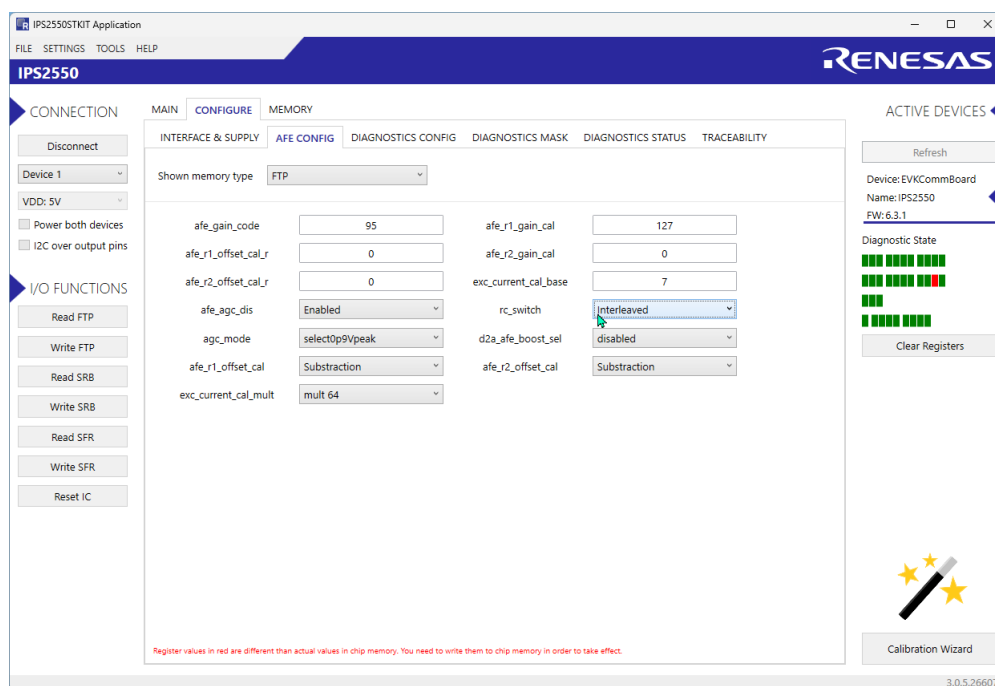 IPS2550STKIT Application
FILE SETTINGS TOOLS HELP
RENESAS
IPS2550
CONNECTION
Disconnect
Device 1
VDD: 5V
Power both devices
I2C over output pins
I/O FUNCTIONS
Read FTP
Write FTP
Read SRB
Write SRB
Read SFR
Write SFR
Reset IC
MAIN CONFIGURE MEMORY
INTERFACE & SUPPLY AFE CONFIG DIAGNOSTICS CONFIG DIAGNOSTICS MASK DIAGNOSTICS STATUS TRACEABILITY
Shown memory type FTP
afe_gain_code 95 afe_r1_gain_cal 127
afe_r1_offset_cal_r 0 afe_r2_gain_cal 0
afe_r2_offset_cal_r 0 exc_current_cal_base 7
afe_agc_dis Enabled rc_switch Interleaved
agc_mode select0p9Vpeak d2a_afe_boost_sel disabled
afe_r1_offset_cal Substraction afe_r2_offset_cal Substraction
exc_current_cal_mult mult 64
Register values in red are different than actual values in chip memory. You need to write them to chip memory in order to take effect.
ACTIVE DEVICES
Refresh
Device: EVKCommBoard
Name: IPS2550
FW: 6.3.1
Diagnostic State
Clear Registers
Calibration Wizard
3.0.5.26607